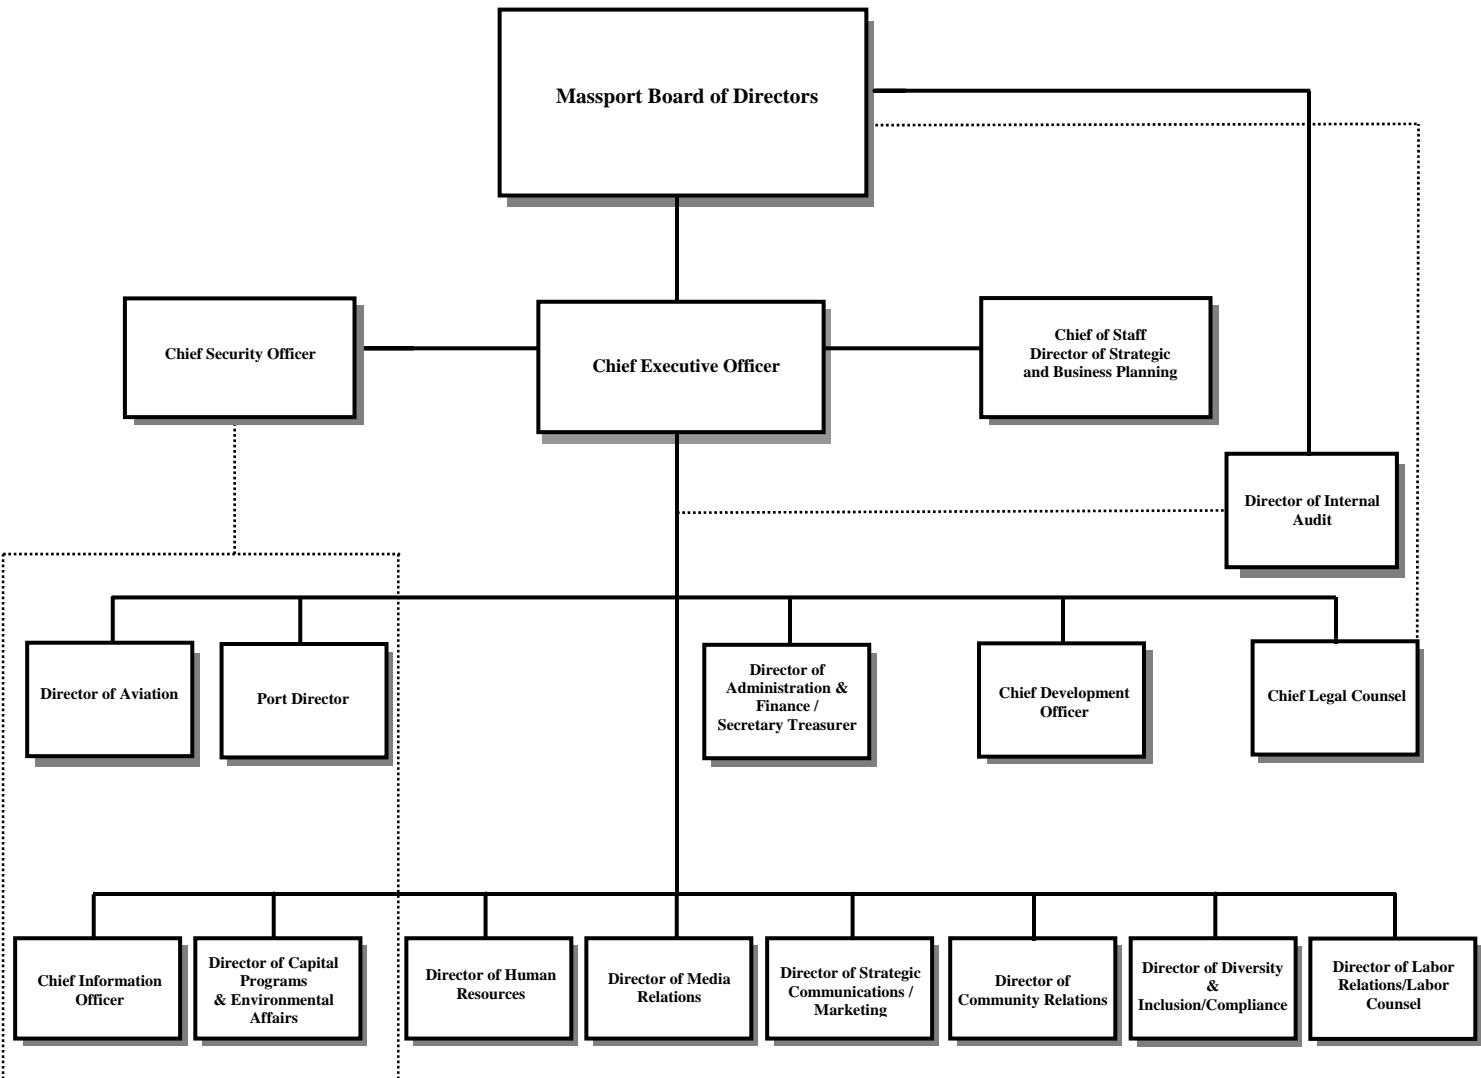 Massport Board of Directors
Chief Security Officer
Chief Executive Officer
Chief of Staff
Director of Strategic
and Business Planning
Director of Internal
Audit
Director of Aviation
Port Director
Director of
Administration &
Finance /
Secretary Treasurer
Chief Development
Officer
Chief Legal Counsel
Chief Information
Officer
Director of Capital
Programs
& Environmental
Affairs
Director of Human
Resources
Director of Media
Relations
Director of Strategic
Communications /
Marketing
Director of
Community Relations
Director of Diversity
&
Inclusion/Compliance
Director of Labor
Relations/Labor
Counsel